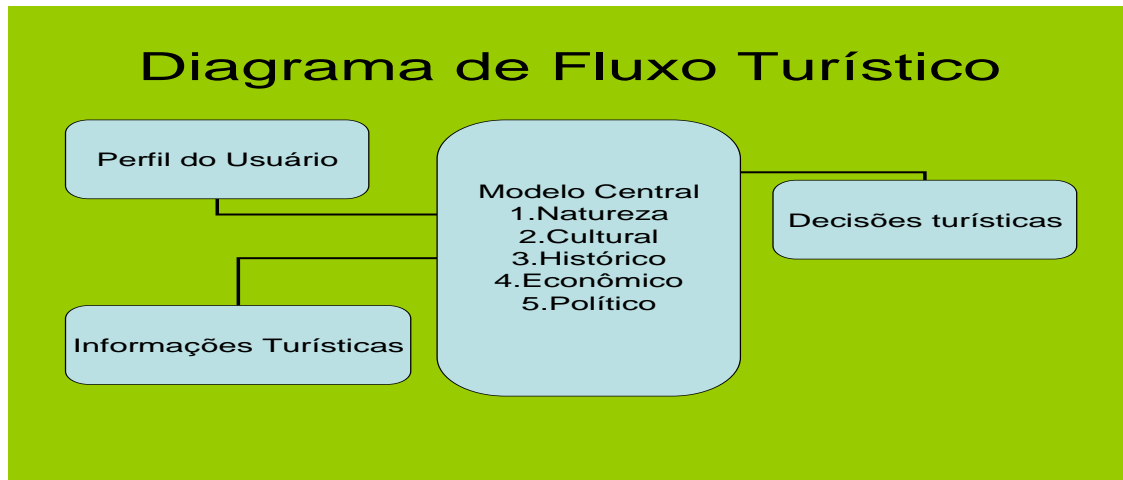 Diagrama de Fluxo Turístico
Perfil do Usuário
Informações Turísticas
Modelo Central
1.Natureza
2.Cultural
3.Histórico
4.Econômico
5.Político
Decisões turísticas